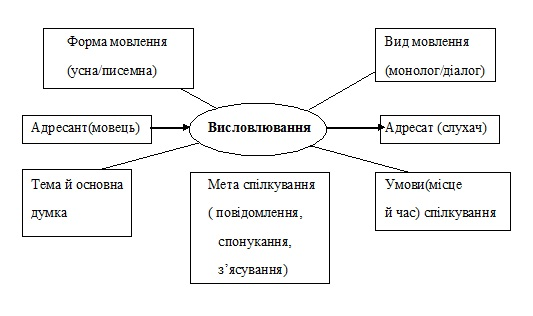 Форма мовлення
(усна/писемна)
Вид мовлення
(монолог/діалог)
Адресант(мовець)
Висловлювання
Адресат (слухач)
Тема й основна
думка
Мета спілкування
( повідомлення,
спонукання,
з’ясування)
Умови(місце
й час) спілкування